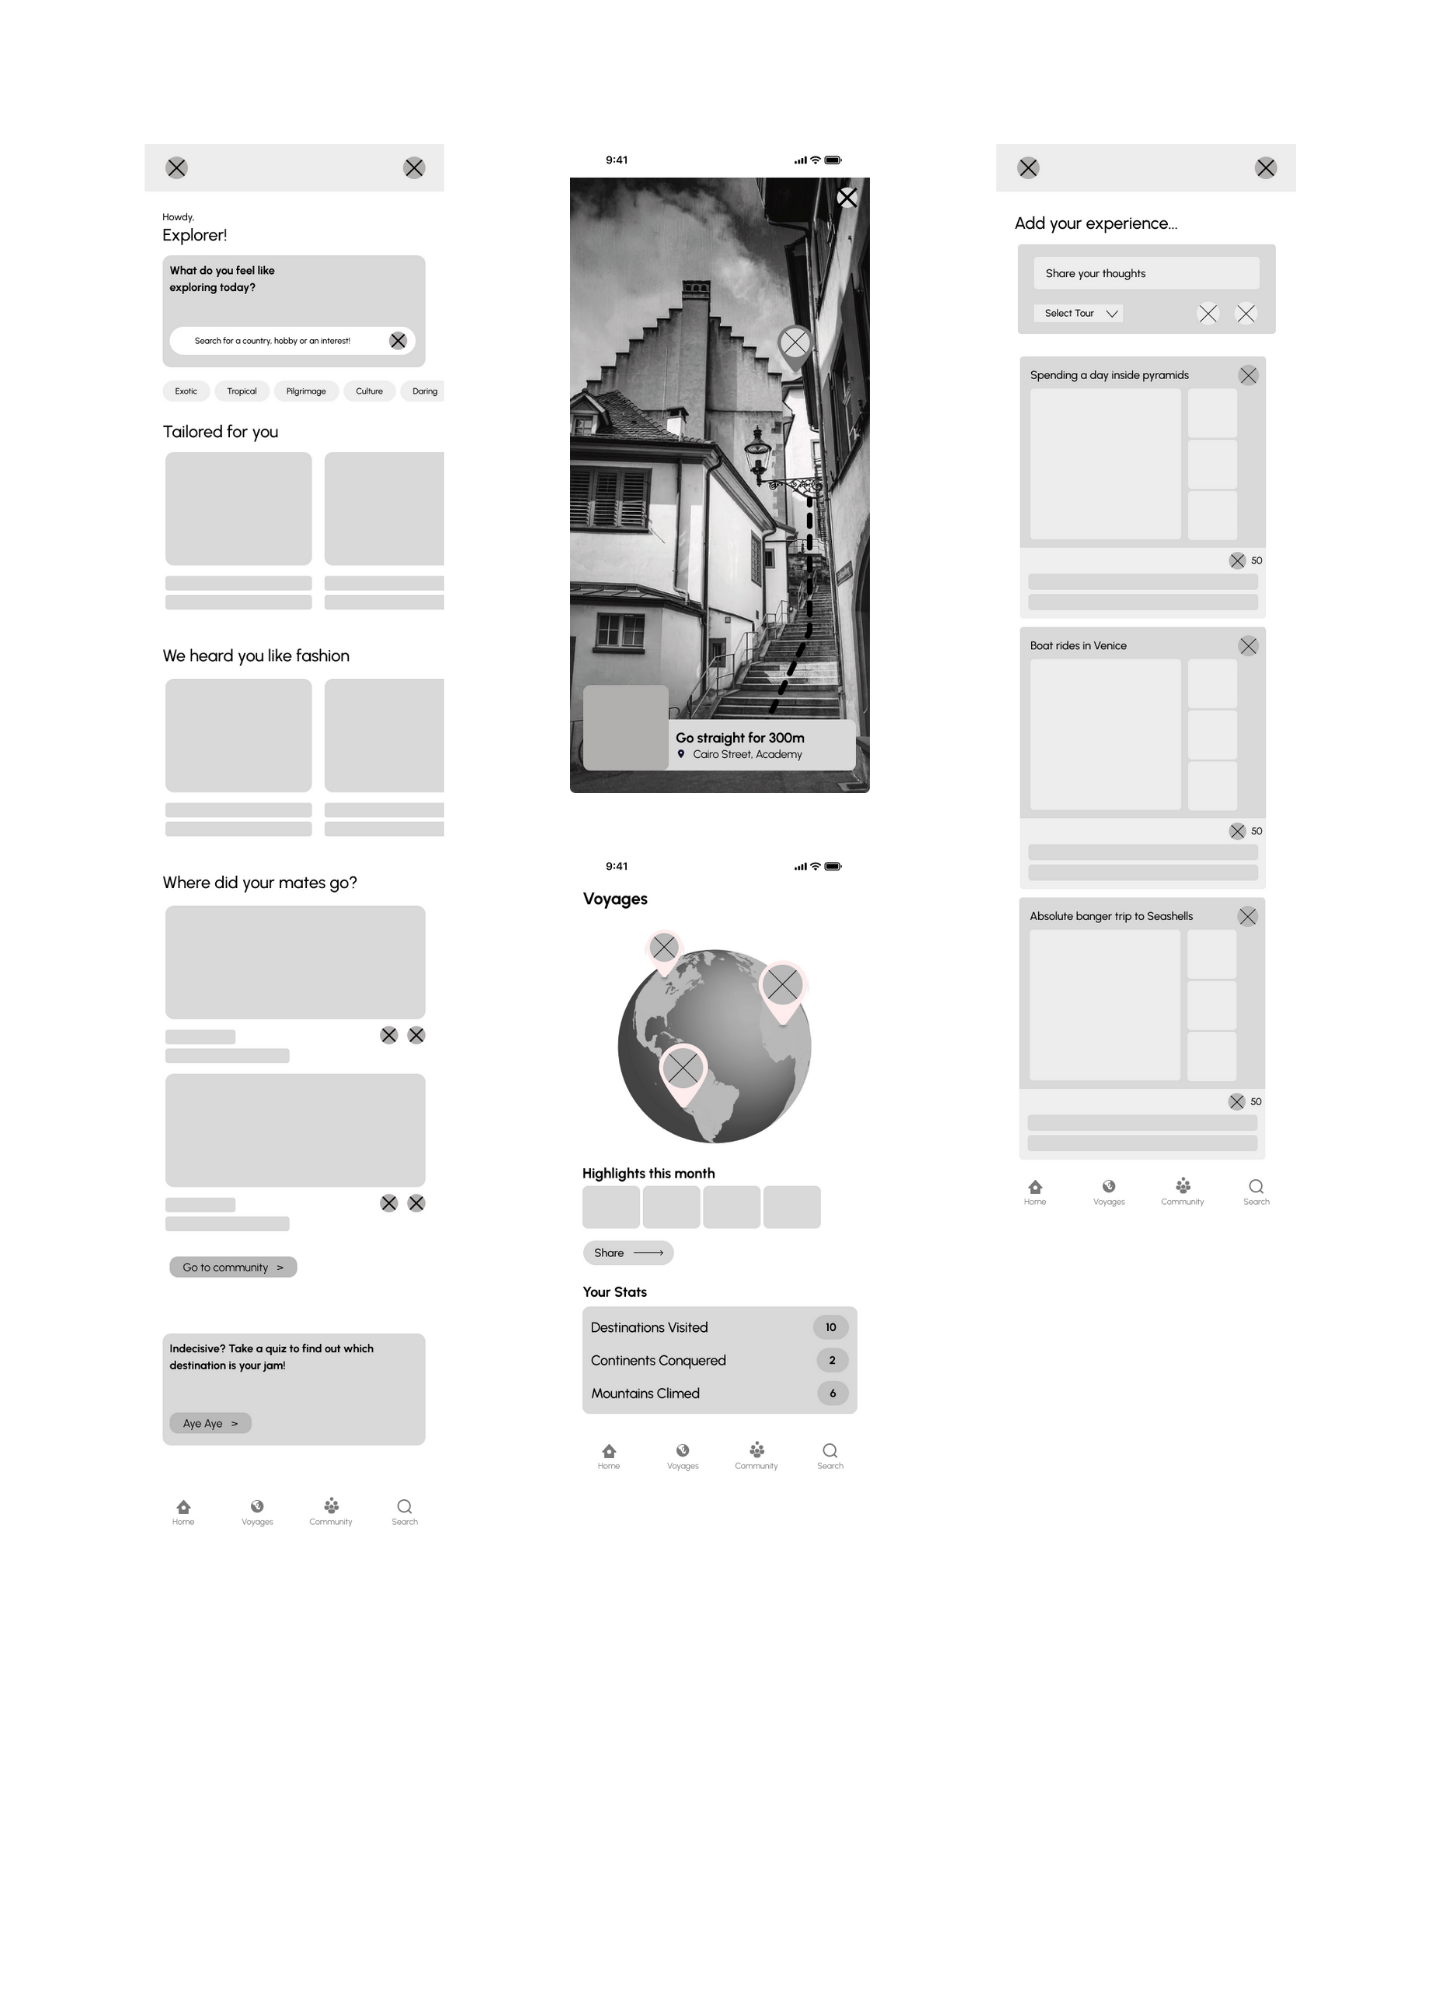 Howdy,
Explorer!
What do you feel like
exploring today?
Search for a country, hobby or an interest!
Exotic
Tropical
Pilgrimage
Culture
Daring
Tailored for you
We heard you like fashion
Where did your mates go?
Go to community >
Indecisive? Take a quiz to find out which
destination is your jam!
Aye Aye >
Home
Voyages
Community
Search
9:41
Go straight for 300m
Cairo Street, Academy
9:41
Voyages
Highlights this month
Share
Your Stats
Destinations Visited 10
Continents Conquered 2
Mountains Climed 6
Home
Voyages
Community
Search
Add your experience...
Share your thoughts
Select Tour
Spending a day inside pyramids
50
Boat rides in Venice
50
Absolute banger trip to Seashells
50
Home
Voyages
Community
Search